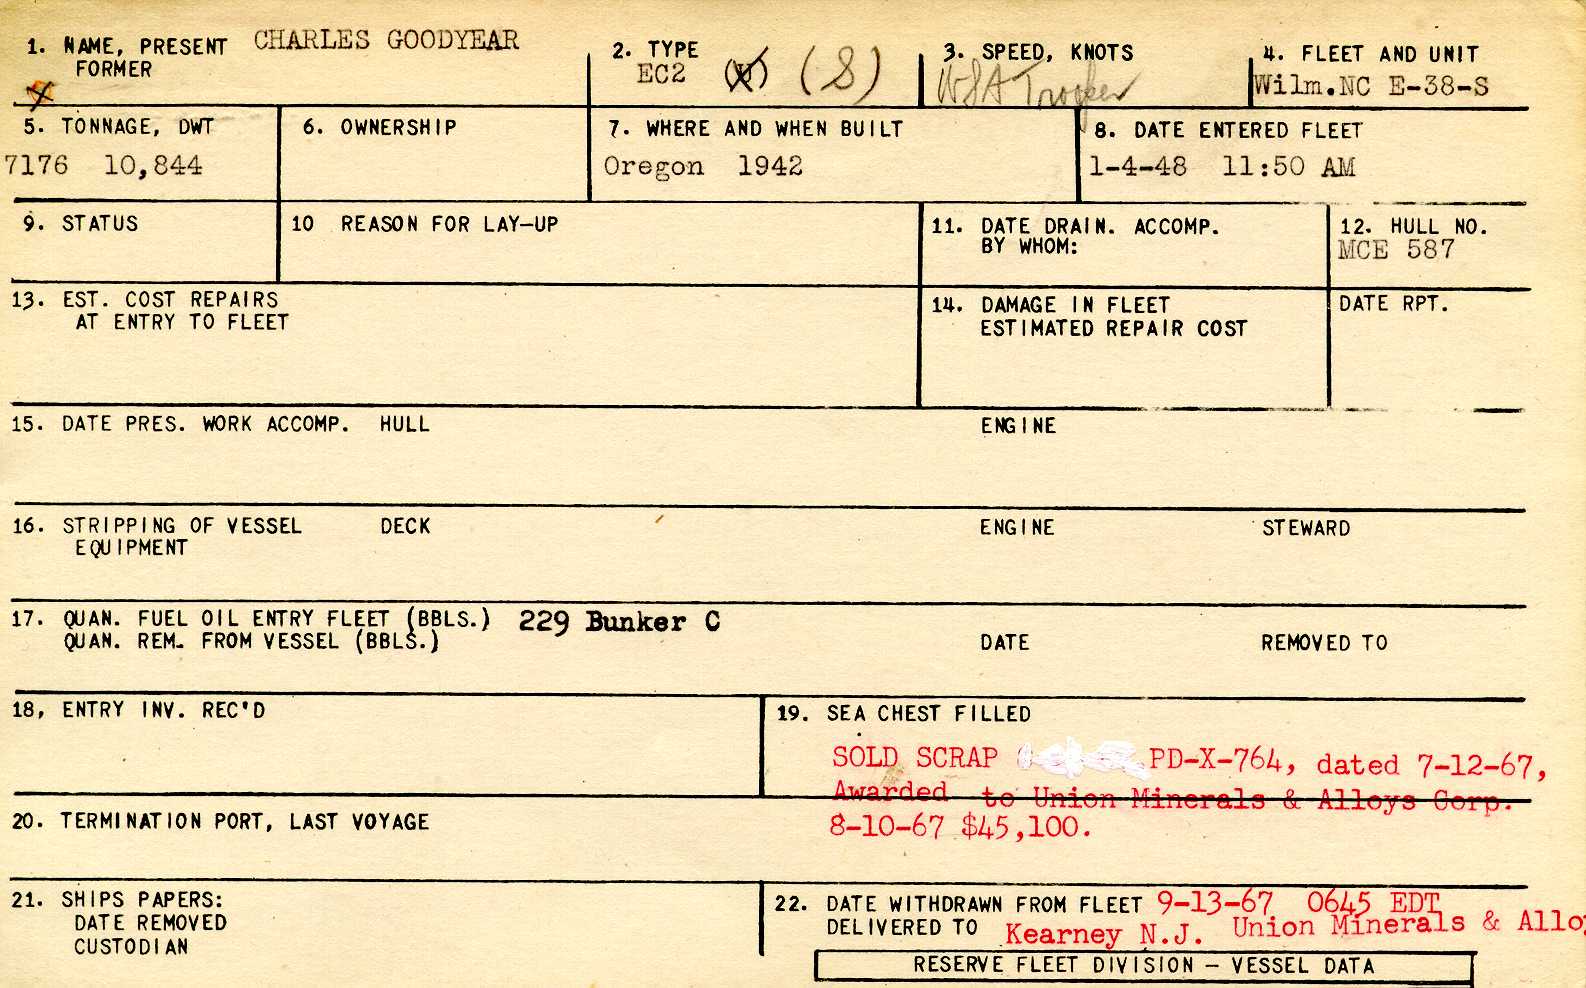 1. NAME, PRESENT CHARLES GOODYEAR
FORMER
2. TYPE
EC2 (S)
3. SPEED, KNOTS
WSA
4. FLEET AND UNIT
Wilm.NC E-38-S
5. TONNAGE, DWT
7176 10,844
6. OWNERSHIP
7. WHERE AND WHEN BUILT
Oregon 1942
8. DATE ENTERED FLEET
1-4-48 11:50 AM
9. STATUS
10 REASON FOR LAY-UP
11. DATE DRAIN. ACCOMP.
BY WHOM:
12. HULL NO.
MCE 587
13. EST. COST REPAIRS
AT ENTRY TO FLEET
14. DAMAGE IN FLEET
ESTIMATED REPAIR COST
DATE RPT.
15. DATE PRES. WORK ACCOMP. HULL ENGINE
16. STRIPPING OF VESSEL DECK ENGINE STEWARD
EQUIPMENT
17. QUAN. FUEL OIL ENTRY FLEET (BBLS.) 229 Bunker C
QUAN. REM. FROM VESSEL (BBLS.) DATE REMOVED TO
18, ENTRY INV. REC'D
19. SEA CHEST FILLED
SOLD SCRAP PD-X-764, dated 7-12-67,
Awarded to Union Minerals & Alloys Corp.
8-10-67 $45,100.
20. TERMINATION PORT, LAST VOYAGE
21. SHIPS PAPERS:
DATE REMOVED
CUSTODIAN
22. DATE WITHDRAWN FROM FLEET 9-13-67 0645 EDT
DELIVERED TO Kearney N.J. Union Minerals & Alloy
RESERVE FLEET DIVISION - VESSEL DATA